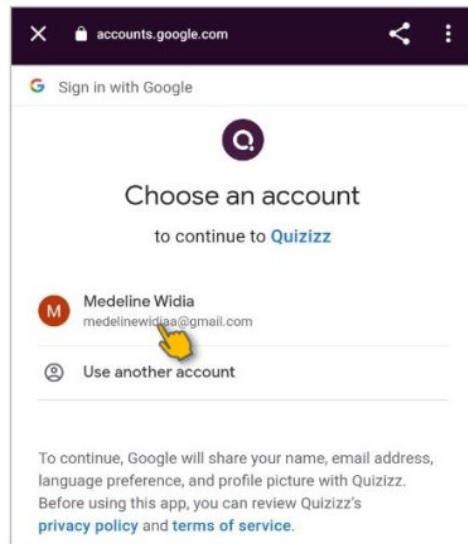 accounts.google.com
Sign in with Google
Choose an account
to continue to Quizizz
M
Medeline Widia
medelinewidiaa@gmail.com
Use another account
To continue, Google will share your name, email address,
language preference, and profile picture with Quizizz.
Before using this app, you can review Quizizz's
privacy policy and terms of service.